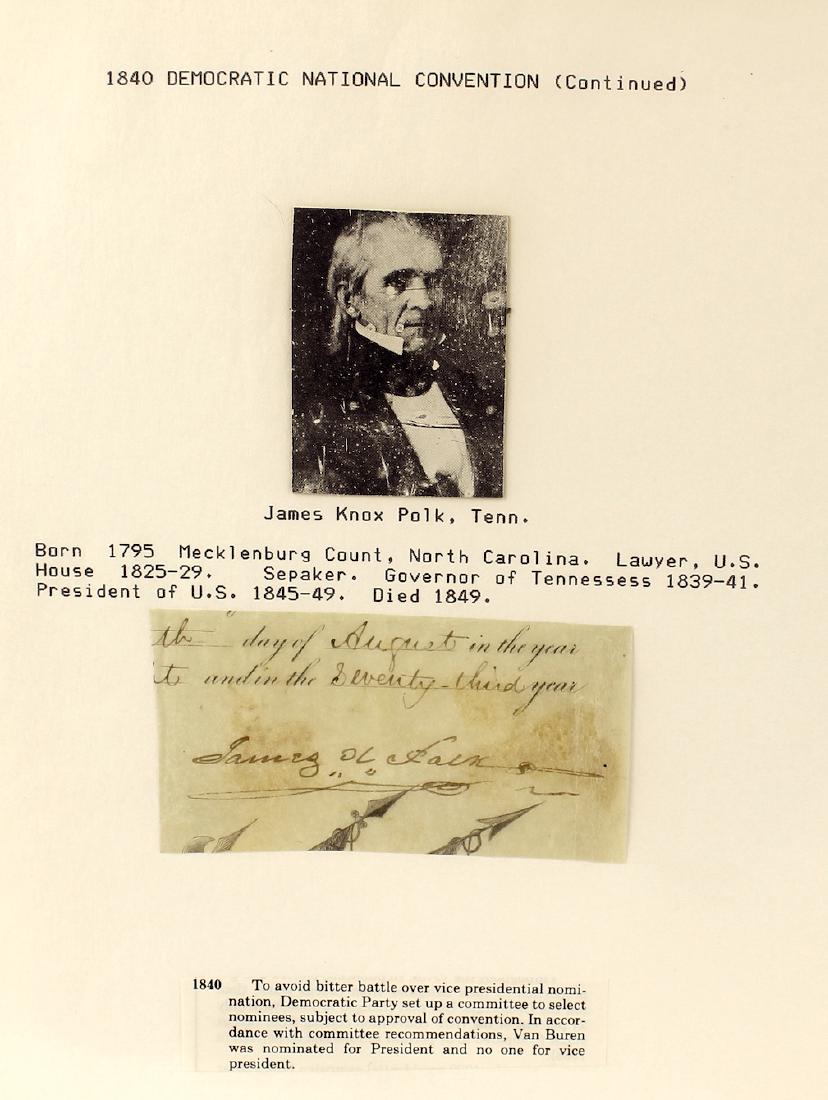 1840 DEMOCRATIC NATIONAL CONVENTION (Continued)
James Knox Polk, Tenn.
Born 1795 Mecklenburg Count, North Carolina. Lawyer, U.S.
House 1825-29. Sepaker. Governor of Tennessess 1839-41.
President of U.S. 1845-49. Died 1849.
th day of August in the year
t and in the Seventy-third year
James K Polk
1840 To avoid bitter battle over vice presidential nomi-
nation, Democratic Party set up a committee to select
nominees, subject to approval of convention. In accor-
dance with committee recommendations, Van Buren
was nominated for President and no one for vice
president.